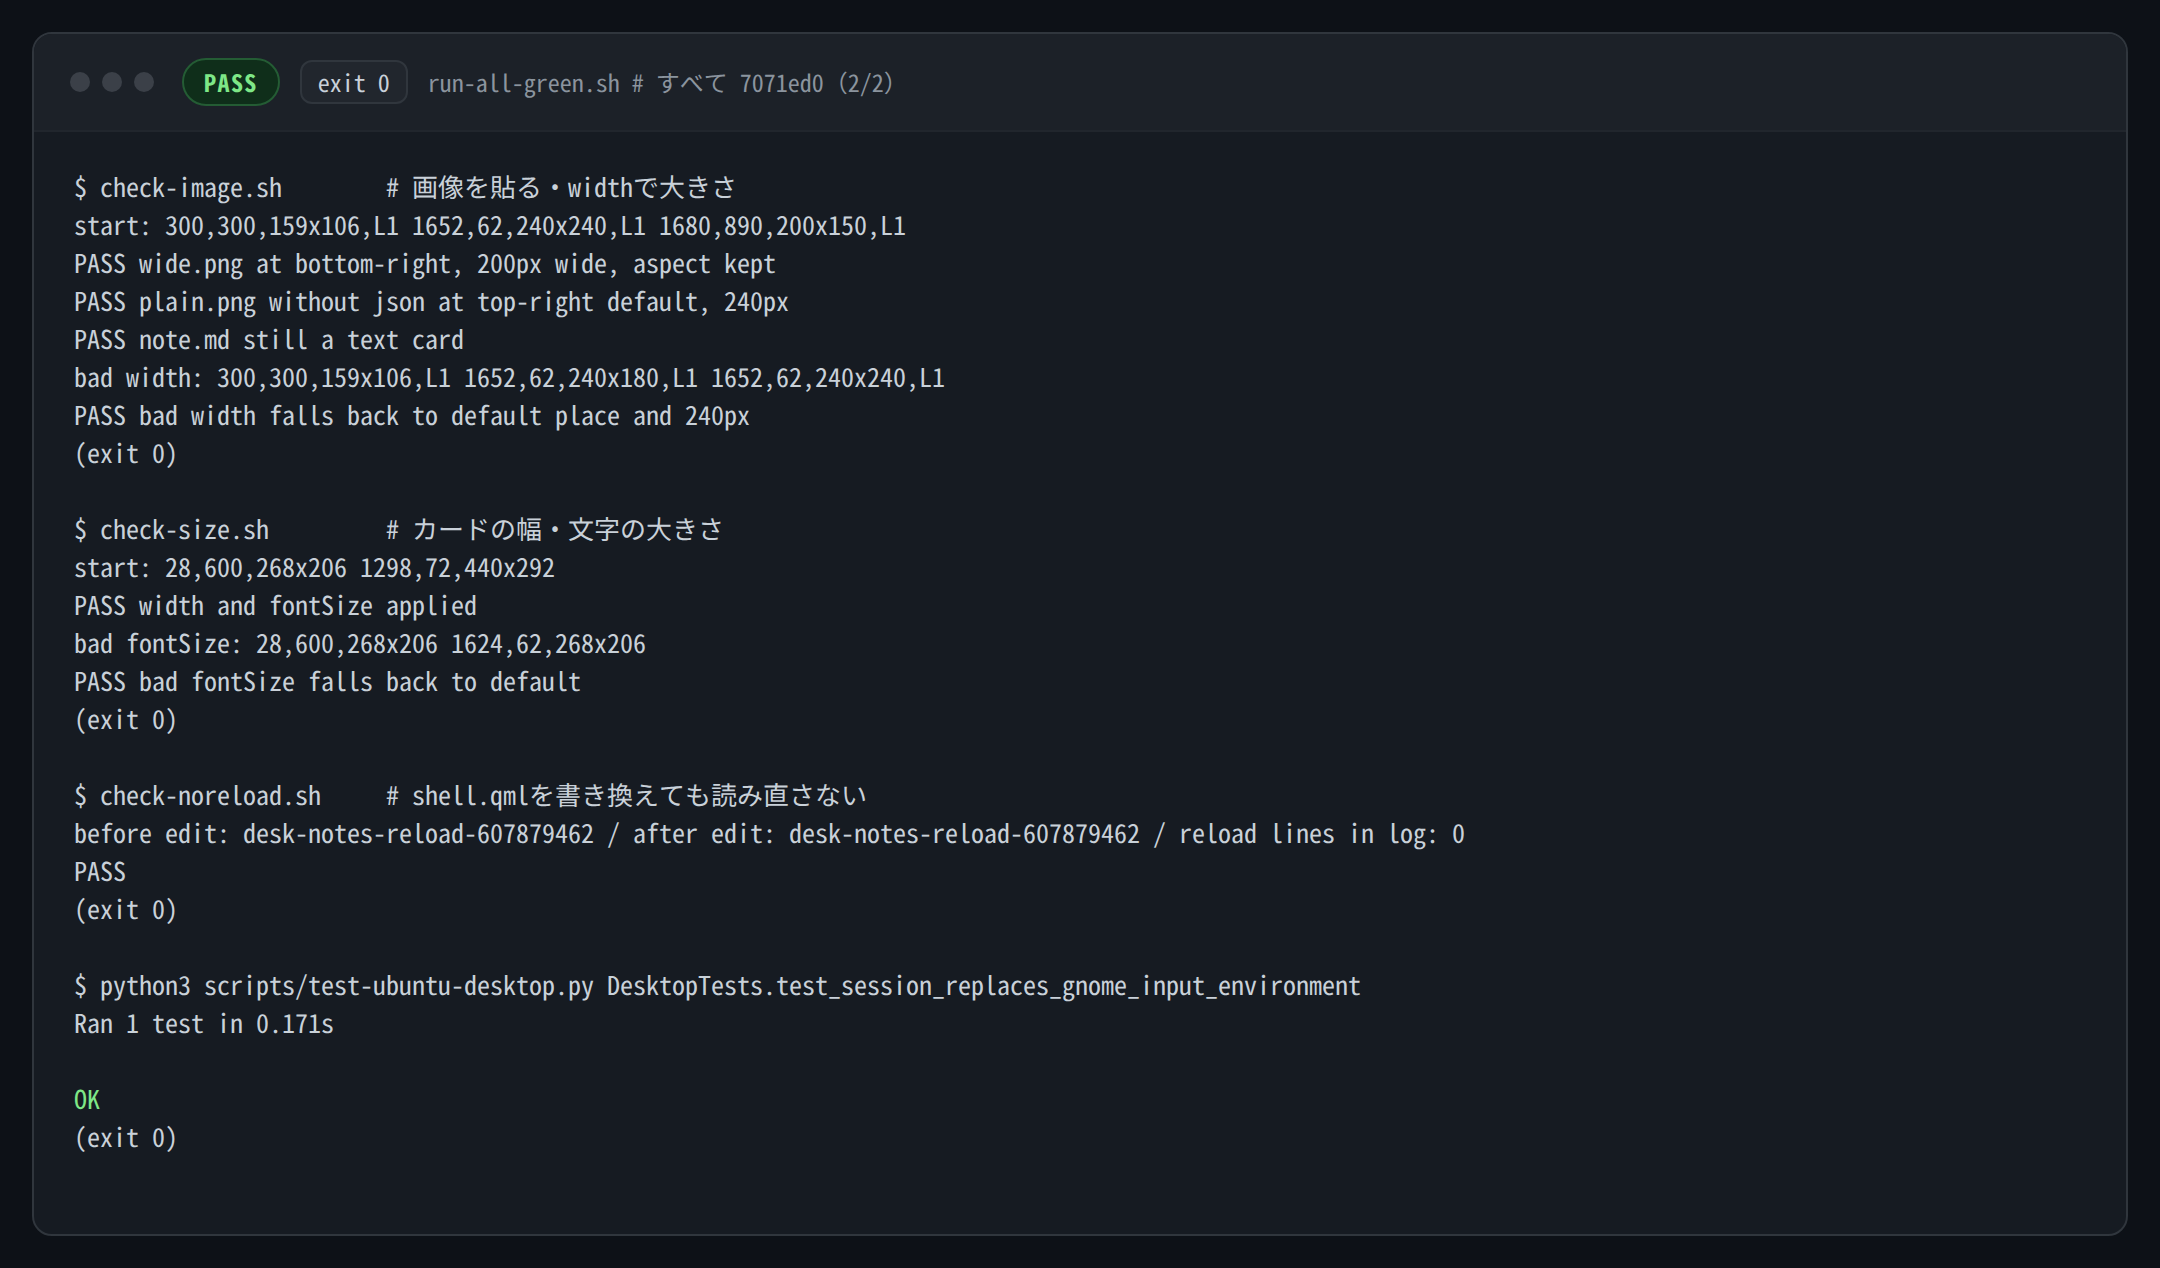 PASS exit 0 run-all-green.sh # すべて 7071ed0（2/2）
$ check-image.sh        # 画像を貼る・widthで大きさ
start: 300,300,159x106,L1 1652,62,240x240,L1 1680,890,200x150,L1
PASS wide.png at bottom-right, 200px wide, aspect kept
PASS plain.png without json at top-right default, 240px
PASS note.md still a text card
bad width: 300,300,159x106,L1 1652,62,240x180,L1 1652,62,240x240,L1
PASS bad width falls back to default place and 240px
(exit 0)
$ check-size.sh         # カードの幅・文字の大きさ
start: 28,600,268x206 1298,72,440x292
PASS width and fontSize applied
bad fontSize: 28,600,268x206 1624,62,268x206
PASS bad fontSize falls back to default
(exit 0)
$ check-noreload.sh     # shell.qmlを書き換えても読み直さない
before edit: desk-notes-reload-607879462 / after edit: desk-notes-reload-607879462 / reload lines in log: 0
PASS
(exit 0)
$ python3 scripts/test-ubuntu-desktop.py DesktopTests.test_session_replaces_gnome_input_environment
Ran 1 test in 0.171s
OK
(exit 0)